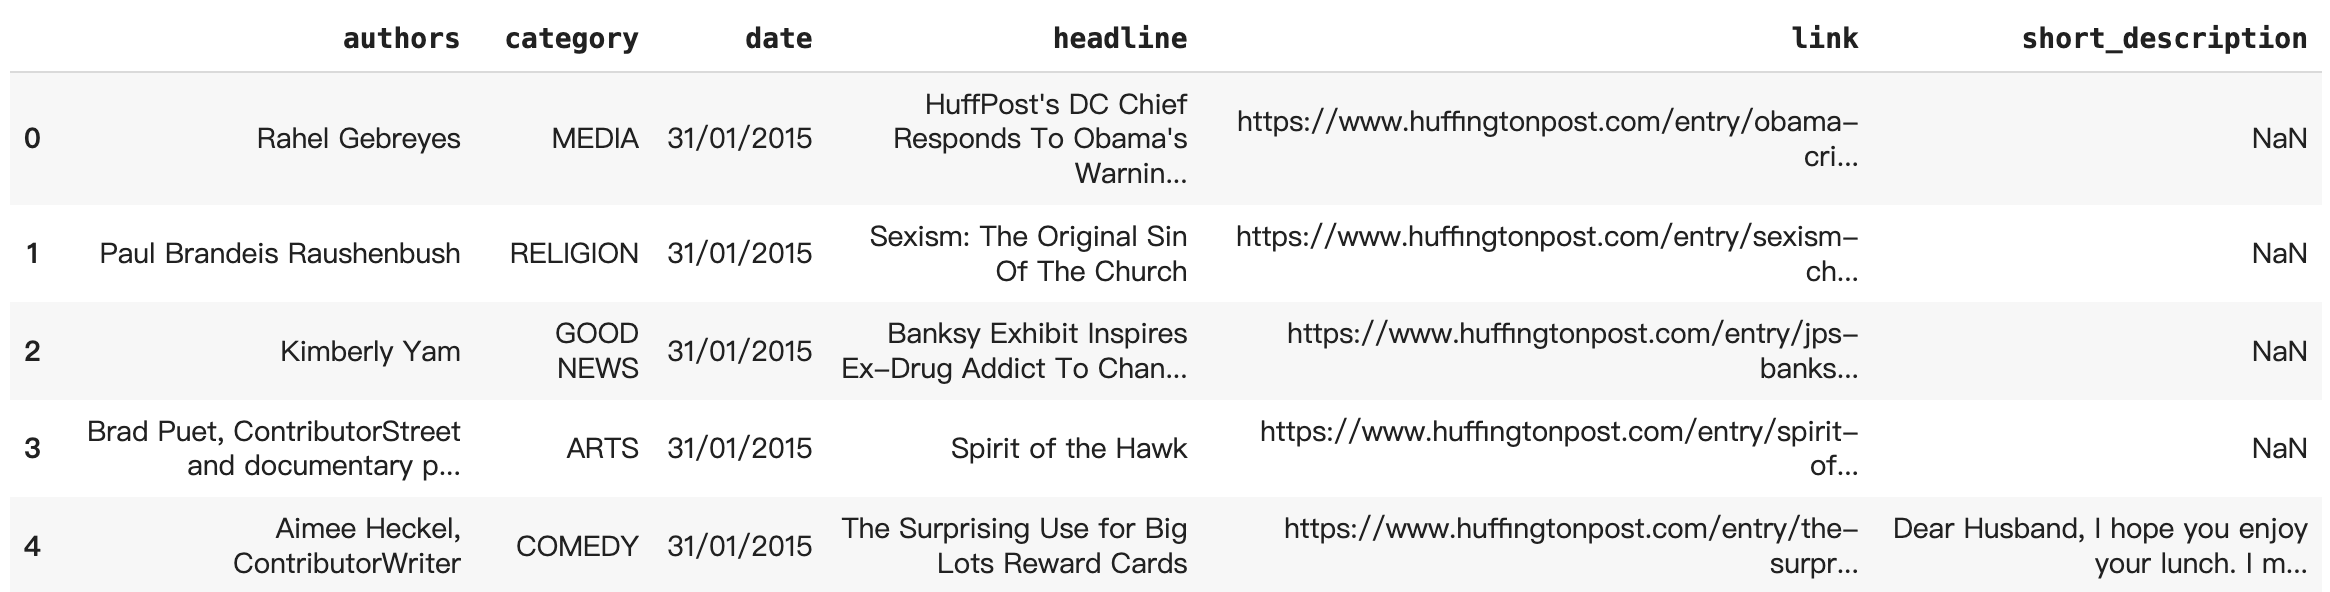 authors category date headline link short_description
0 Rahel Gebreyes MEDIA 31/01/2015 HuffPost's DC Chief
Responds To Obama's
Warnin... https://www.huffingtonpost.com/entry/obama-
cri... NaN
1 Paul Brandeis Raushenbush RELIGION 31/01/2015 Sexism: The Original Sin
Of The Church https://www.huffingtonpost.com/entry/sexism-
ch... NaN
2 Kimberly Yam GOOD
NEWS 31/01/2015 Banksy Exhibit Inspires
Ex-Drug Addict To Chan... https://www.huffingtonpost.com/entry/jps-
banks... NaN
3 Brad Puet, ContributorStreet
and documentary p... ARTS 31/01/2015 Spirit of the Hawk https://www.huffingtonpost.com/entry/spirit-
of... NaN
4 Aimee Heckel,
ContributorWriter COMEDY 31/01/2015 The Surprising Use for Big
Lots Reward Cards https://www.huffingtonpost.com/entry/the-
surpr... Dear Husband, I hope you enjoy
your lunch. I m...